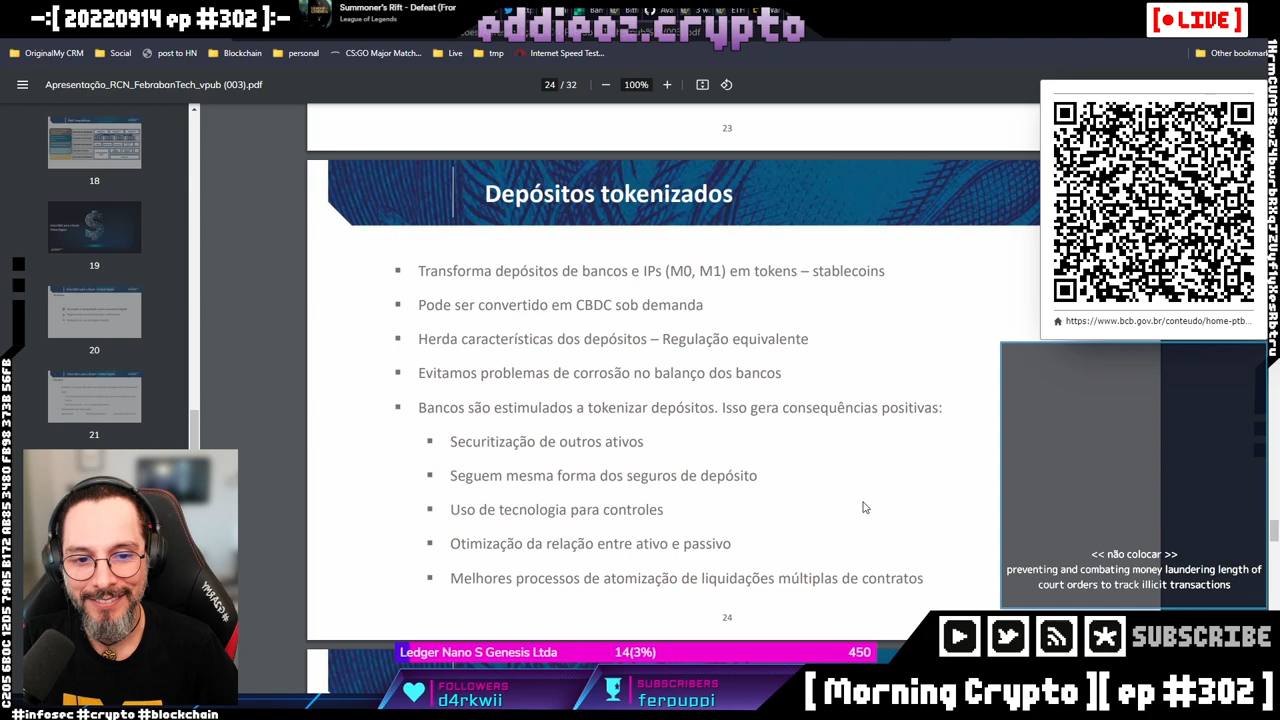 -:[ 20220914 ep #302 ]:-
Summoner's Rift - Defeat (Fror
League of Legends
eddieoz.crypto
[ LIVE ]
OriginalMy CRM
Social
post to HN
Blockchain
personal
CS:GO Major Match...
Live
tmp
Internet Speed Test...
Other bookmar
Apresentação_RCN_FebrabanTech_vpub (003).pdf
24 / 32
100%
18
19
20
21
23
Depósitos tokenizados
Transforma depósitos de bancos e IPs (M0, M1) em tokens – stablecoins
Pode ser convertido em CBDC sob demanda
Herda características dos depósitos – Regulação equivalente
Evitamos problemas de corrosão no balanço dos bancos
Bancos são estimulados a tokenizar depósitos. Isso gera consequências positivas:
Securitização de outros ativos
Seguem mesma forma dos seguros de depósito
Uso de tecnologia para controles
Otimização da relação entre ativo e passivo
Melhores processos de atomização de liquidações múltiplas de contratos
24
https://www.bcb.gov.br/conteudo/home-ptb...
<< não colocar >>
preventing and combating money laundering length of
court orders to track illicit transactions
Ledger Nano S Genesis Ltda 14(3%) 450
FOLLOWERS
d4rkwii
SUBSCRIBERS
ferpuppi
SUBSCRIBE
[ Morning Crypto ][ ep #302 ]
#infosec #crypto #blockchain